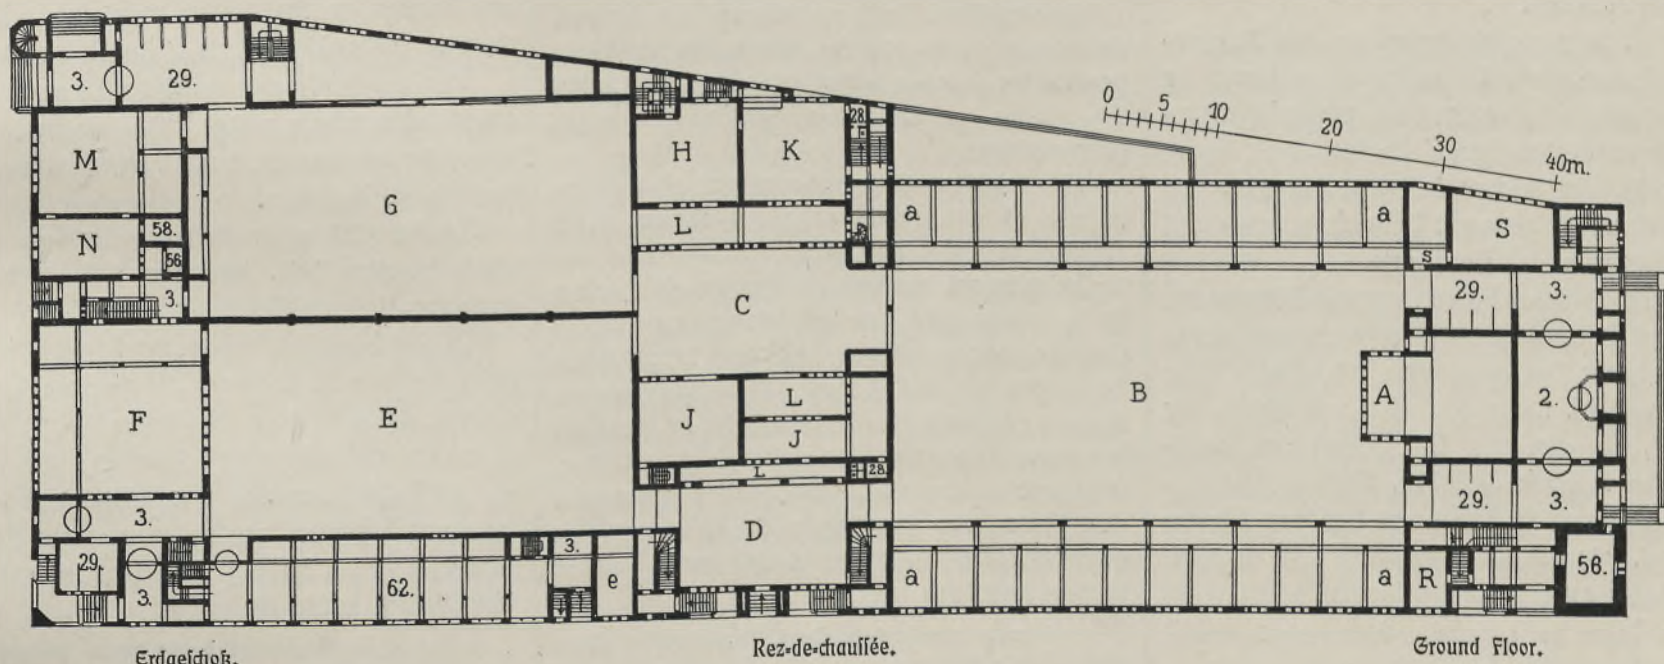 0 5 10 20 30 40m.
3. 29.
28.
M H K
G
a a S
L
N 58.
56.
s
3.
29. 3.
C
B A 2.
F E J L
J
L 28.
29. 3.
3.
D
29.
3. 62. 3. e a a R 56.
Erdgeschoß. Rez-de-chaussée. Ground Floor.